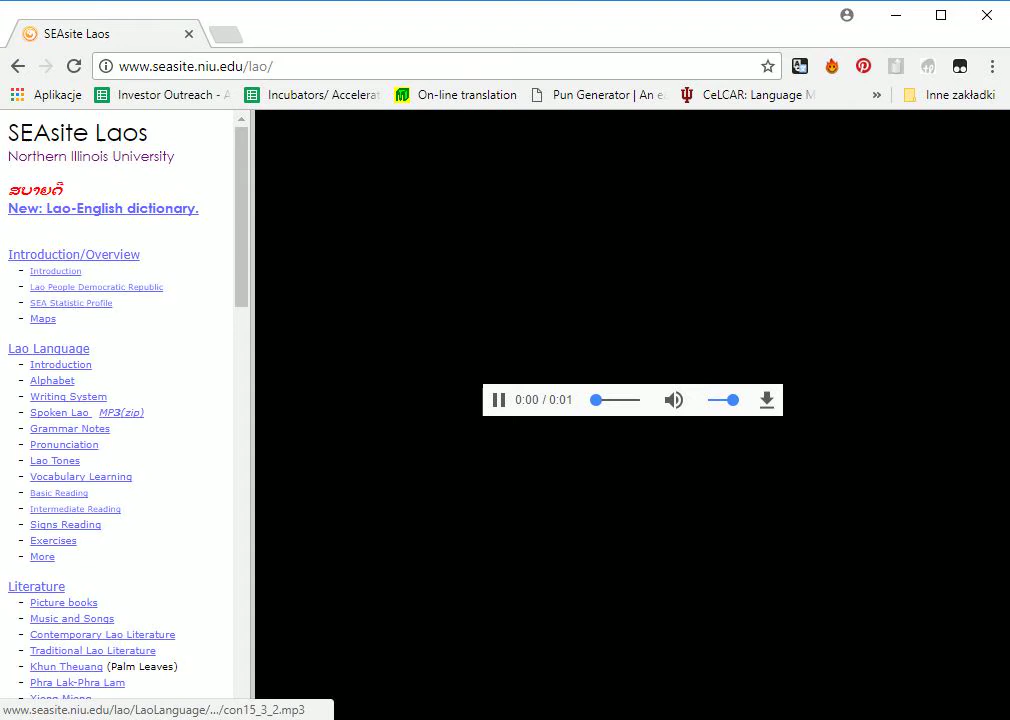 SEAsite Laos
www.seasite.niu.edu/lao/
Aplikacje
Investor Outreach - A
Incubators/ Accelerat
On-line translation
Pun Generator | An e
CeLCAR: Language M
»
Inne zakładki
SEAsite Laos
Northern Illinois University
ສບາຍດີ
New: Lao-English dictionary.
Introduction/Overview
- Introduction
- Lao People Democratic Republic
- SEA Statistic Profile
- Maps
Lao Language
- Introduction
- Alphabet
- Writing System
- Spoken Lao MP3(zip)
- Grammar Notes
- Pronunciation
- Lao Tones
- Vocabulary Learning
- Basic Reading
- Intermediate Reading
- Signs Reading
- Exercises
- More
Literature
- Picture books
- Music and Songs
- Contemporary Lao Literature
- Traditional Lao Literature
- Khun Theuang (Palm Leaves)
- Phra Lak-Phra Lam
- Xieng Mieng
www.seasite.niu.edu/lao/LaoLanguage/.../con15_3_2.mp3
0:00 / 0:01